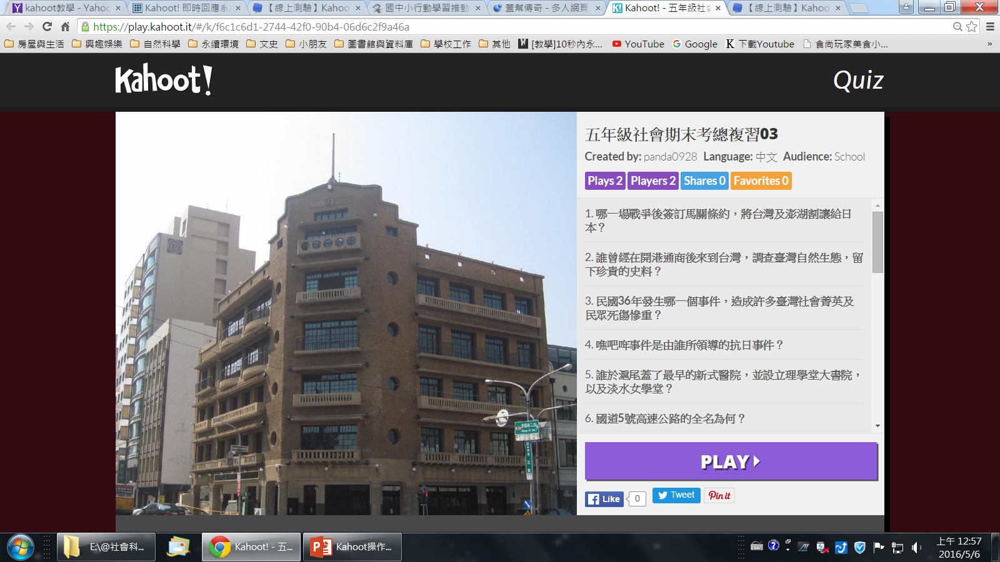 kahoot教學 - Yahoo
Kahoot! 即時回應系
【線上測驗】Kahoo
國中小行動學習推動
蓋幫傳奇 - 多人網頁
Kahoot! - 五年級社會
【線上測驗】Kahoo
https://play.kahoot.it/#/k/f6c1c6d1-2744-42f0-90b4-06d6c2f9a46a
房屋與生活 興趣娛樂 自然科學 永續環境 文史 小朋友 圖書館與資料庫 學校工作 其他 [教學]10秒內永... YouTube Google 下載Youtube 食尚玩家美食小... »
Kahoot!
Quiz
五年級社會期末考總複習03
Created by: panda0928 Language: 中文 Audience: School
Plays 2 Players 2 Shares 0 Favorites 0
1. 哪一場戰爭後簽訂馬關條約，將台灣及澎湖割讓給日
本？
2. 誰曾經在開港通商後來到台灣，調查臺灣自然生態，留
下珍貴的史料？
3. 民國36年發生哪一個事件，造成許多臺灣社會菁英及
民眾死傷慘重？
4. 噍吧哖事件是由誰所領導的抗日事件？
5. 誰於滬尾蓋了最早的新式醫院，並設立理學堂大書院，
以及淡水女學堂？
6. 國道5號高速公路的全名為何？
PLAY
Like 0 Tweet Pin it
E:\@社會科...
Kahoot! - 五...
Kahoot操作...
上午 12:57
2016/5/6